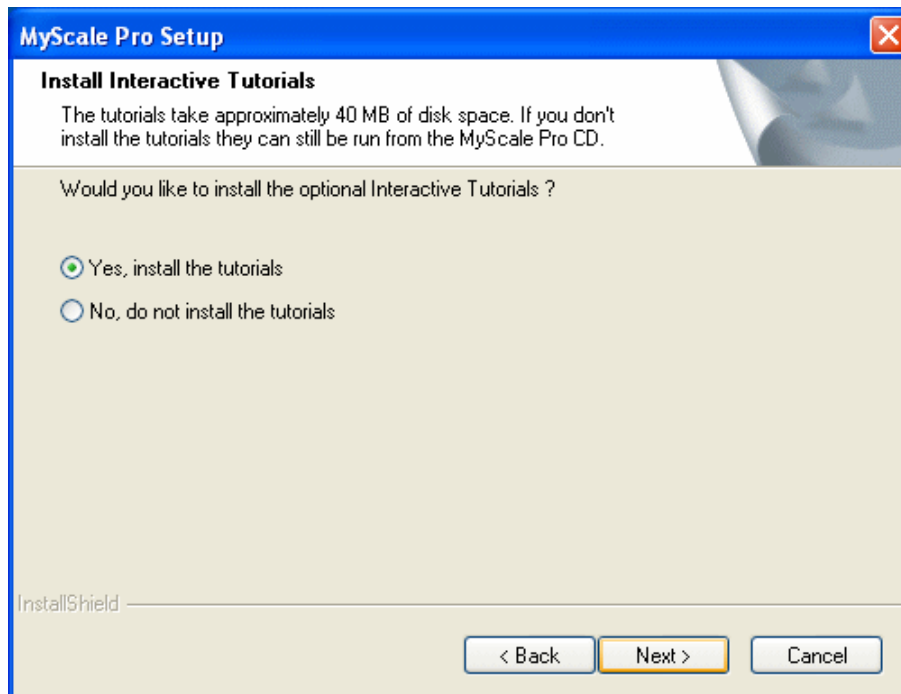 MyScale Pro Setup
Install Interactive Tutorials
The tutorials take approximately 40 MB of disk space. If you don't
install the tutorials they can still be run from the MyScale Pro CD.
Would you like to install the optional Interactive Tutorials ?
Yes, install the tutorials
No, do not install the tutorials
InstallShield
< Back Next > Cancel